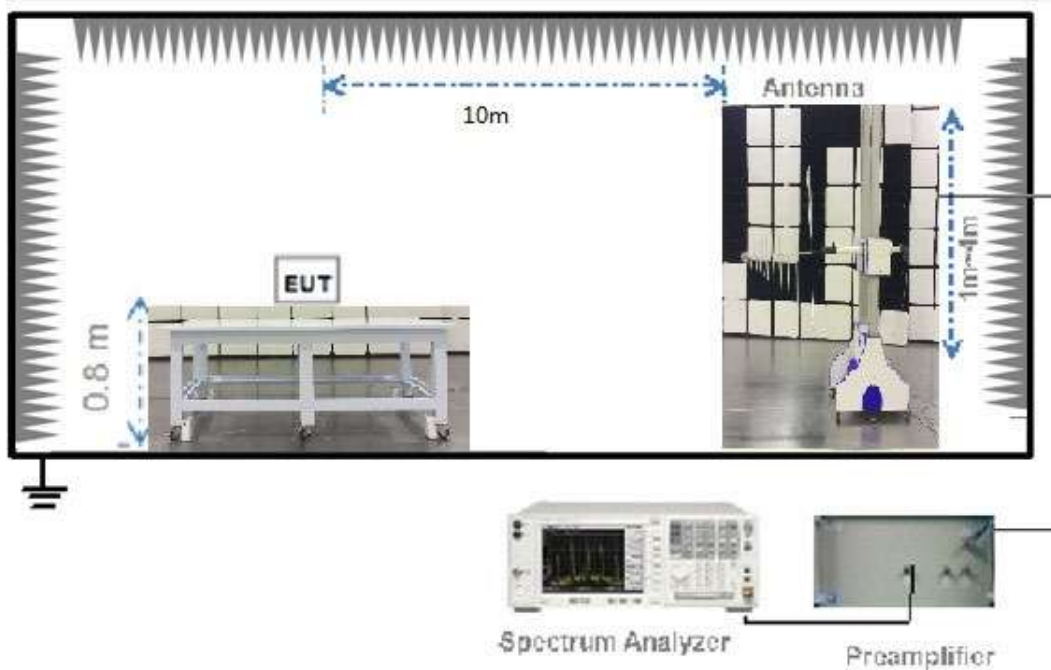 Antenna
10m
1m~4m
EUT
0.8 m
Spectrum Analyzer
Preamplifier